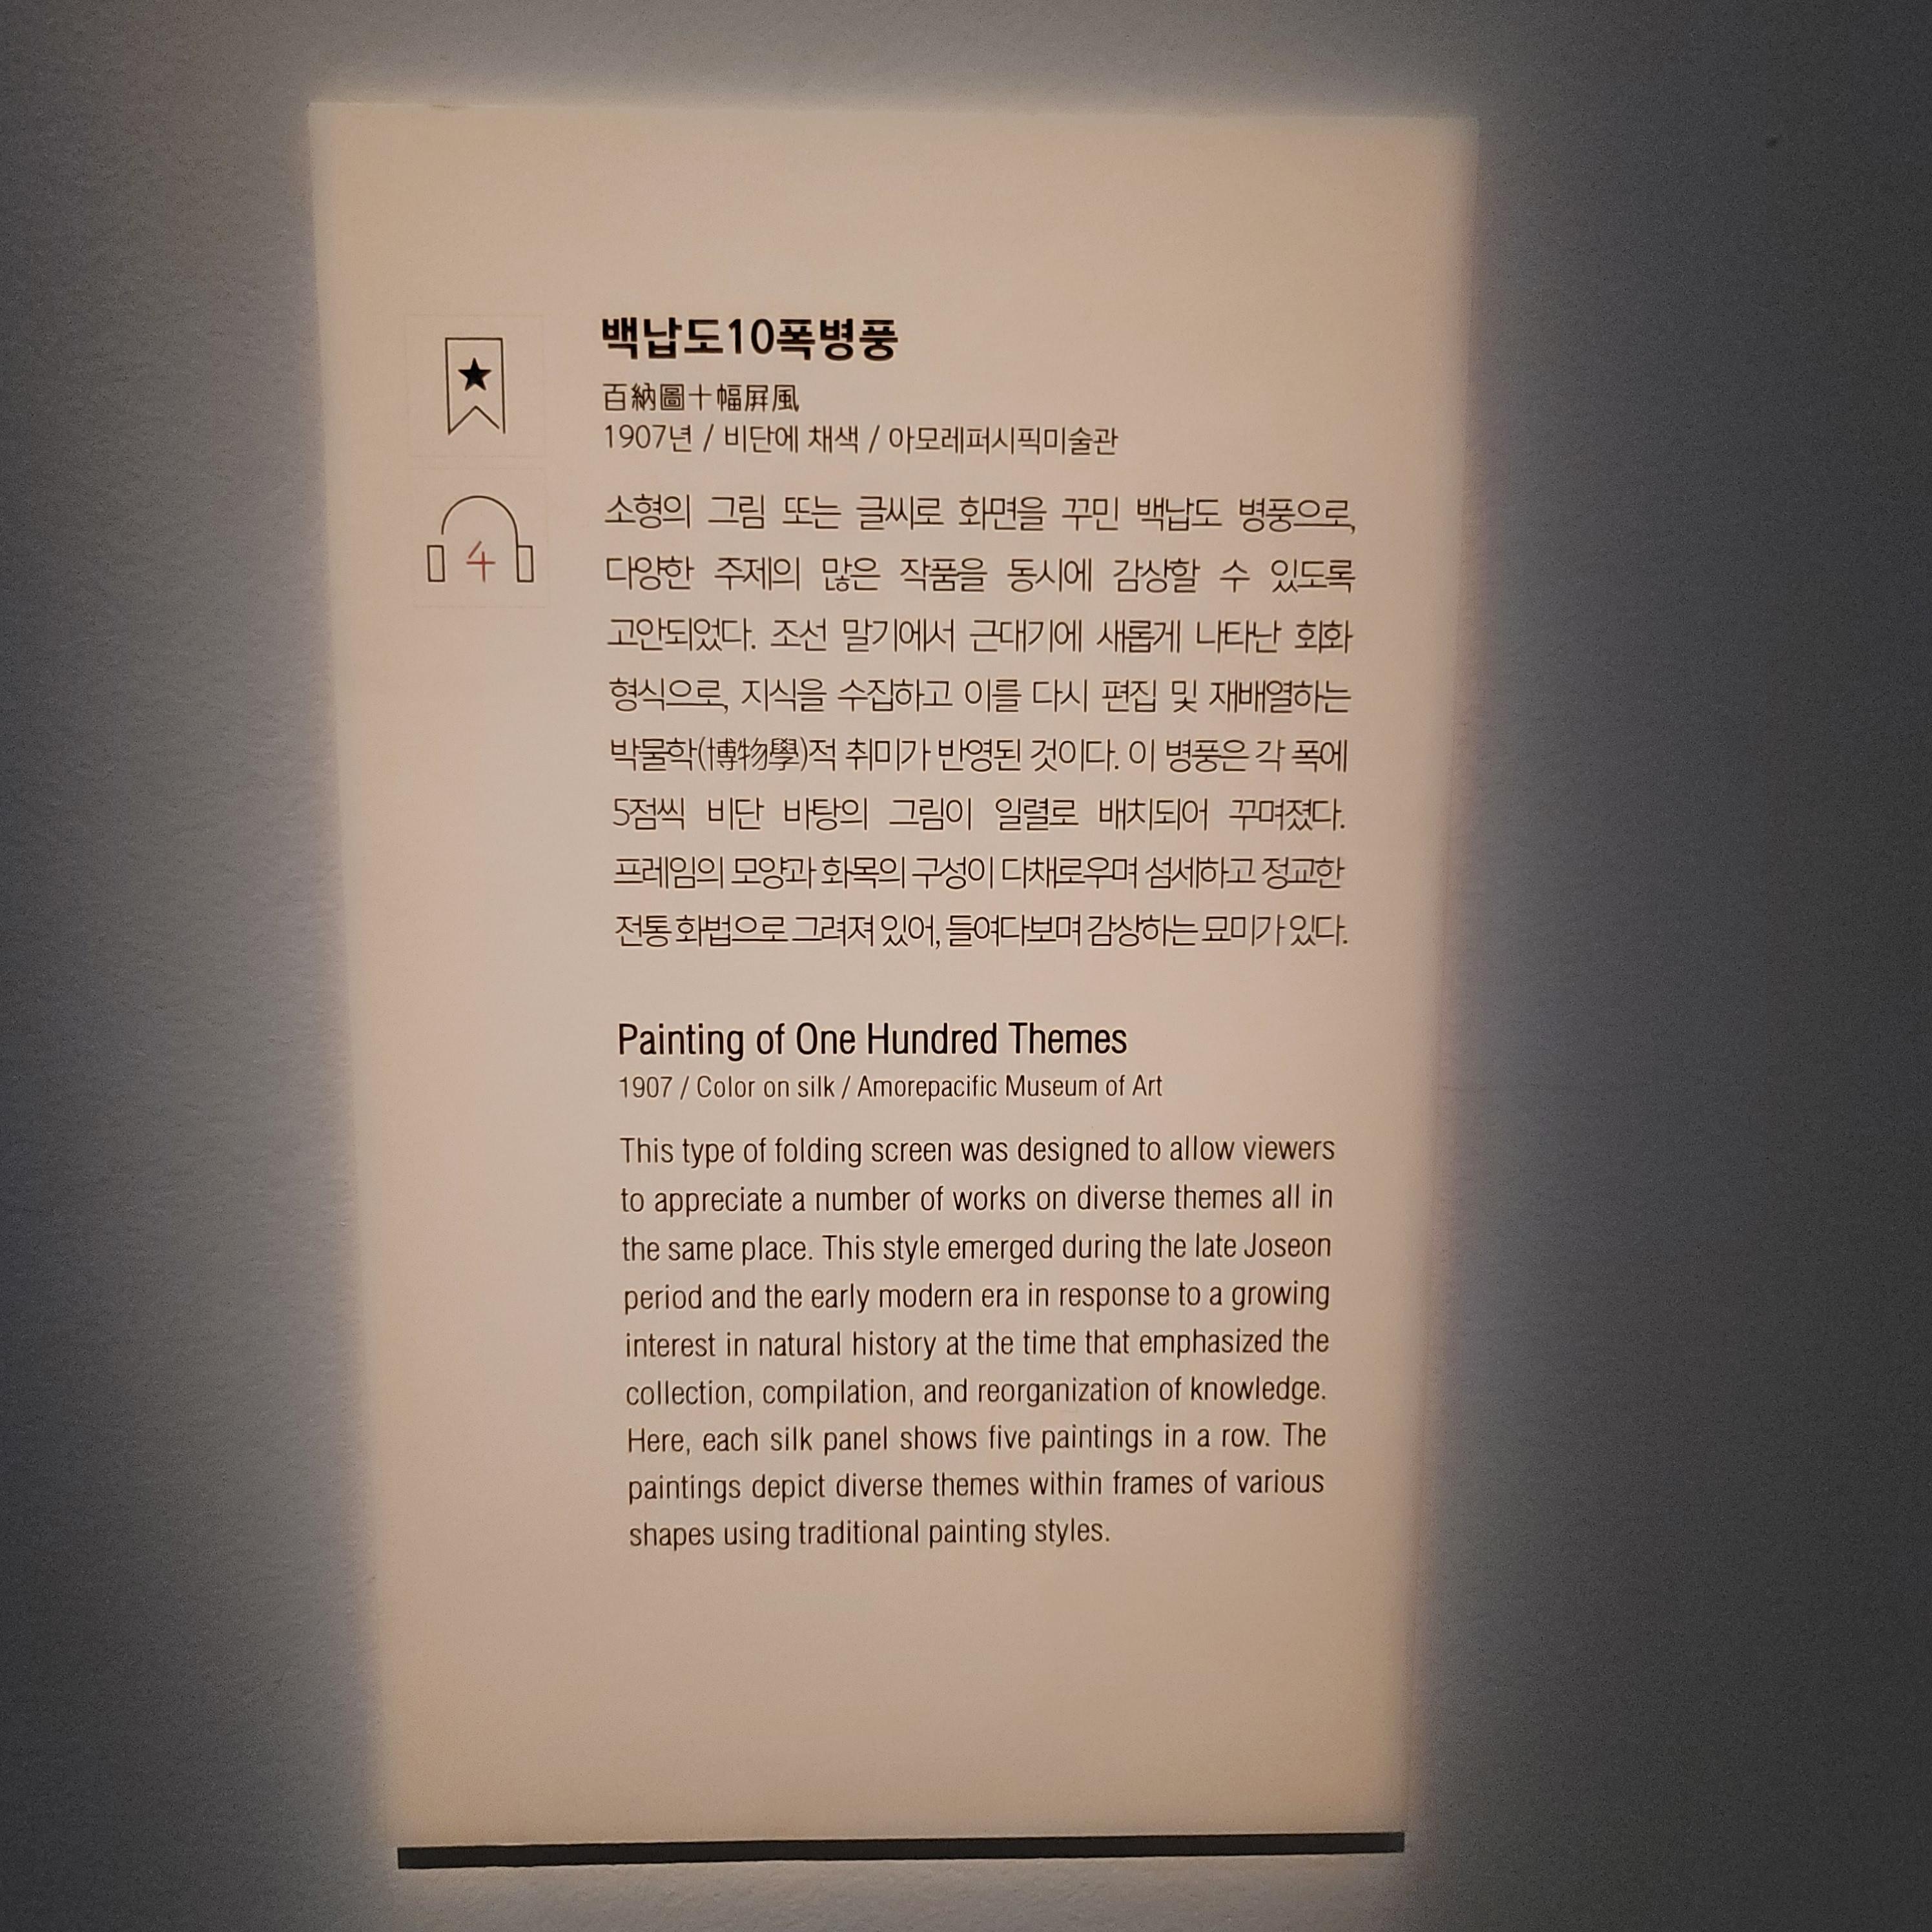 백납도10폭병풍
百納圖十幅屛風
1907년 / 비단에 채색 / 아모레퍼시픽미술관
4
소형의 그림 또는 글씨로 화면을 꾸민 백납도 병풍으로,
다양한 주제의 많은 작품을 동시에 감상할 수 있도록
고안되었다. 조선 말기에서 근대기에 새롭게 나타난 회화
형식으로, 지식을 수집하고 이를 다시 편집 및 재배열하는
박물학(博物學)적 취미가 반영된 것이다. 이 병풍은 각 폭에
5점씩 비단 바탕의 그림이 일렬로 배치되어 꾸며졌다.
프레임의 모양과 화목의 구성이 다채로우며 섬세하고 정교한
전통 화법으로 그려져 있어, 들여다보며 감상하는 묘미가 있다.
Painting of One Hundred Themes
1907 / Color on silk / Amorepacific Museum of Art
This type of folding screen was designed to allow viewers
to appreciate a number of works on diverse themes all in
the same place. This style emerged during the late Joseon
period and the early modern era in response to a growing
interest in natural history at the time that emphasized the
collection, compilation, and reorganization of knowledge.
Here, each silk panel shows five paintings in a row. The
paintings depict diverse themes within frames of various
shapes using traditional painting styles.